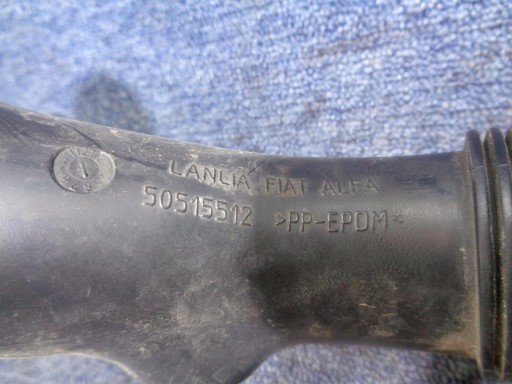 LANCIA FIAT ALFA
50515512 >PP-EPDM<